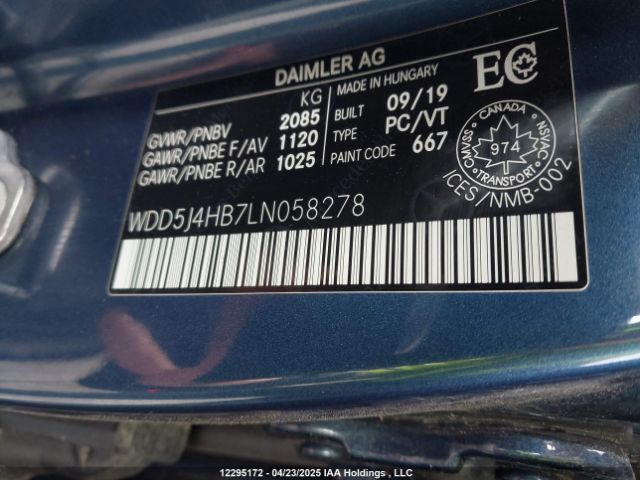 DAIMLER AG
KG
MADE IN HUNGARY
EC
GVWR/PNBV 2085
BUILT 09/19
GAWR/PNBE F/AV 1120
TYPE PC/VT
GAWR/PNBE R/AR 1025
PAINT CODE 667
CANADA
CMVSS 974 NSVAC
ICES/NMB-002
WDD5J4HB7LN058278
12295172 - 04/23/2025 IAA Holdings , LLC